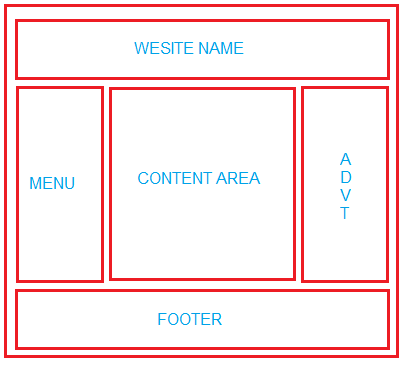 WESITE NAME
MENU
CONTENT AREA
A
D
V
T
FOOTER